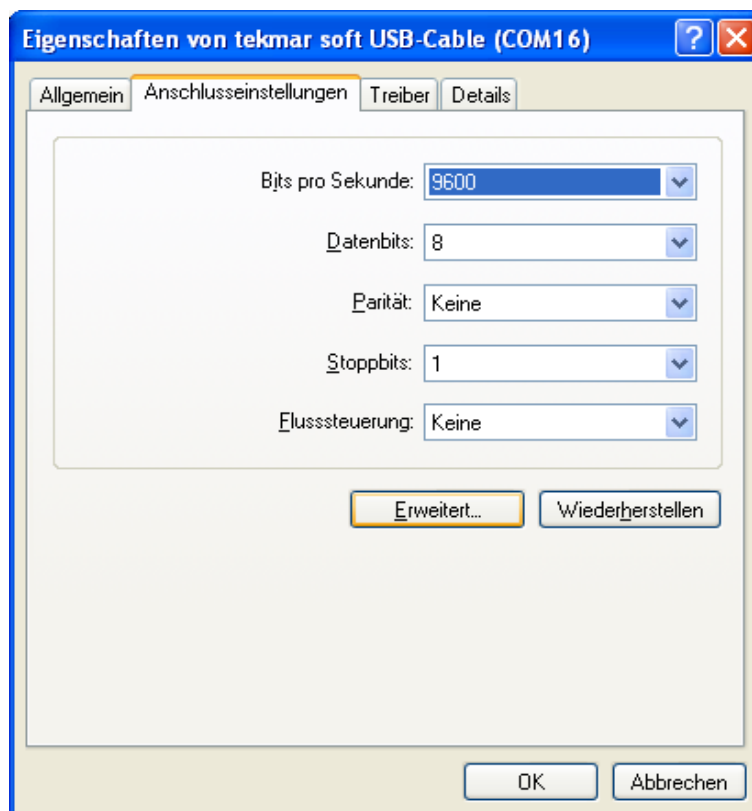 Eigenschaften von tekmar soft USB-Cable (COM16)
Allgemein Anschlusseinstellungen Treiber Details
Bits pro Sekunde: 9600
Datenbits: 8
Parität: Keine
Stoppbits: 1
Flusssteuerung: Keine
Erweitert... Wiederherstellen
OK Abbrechen